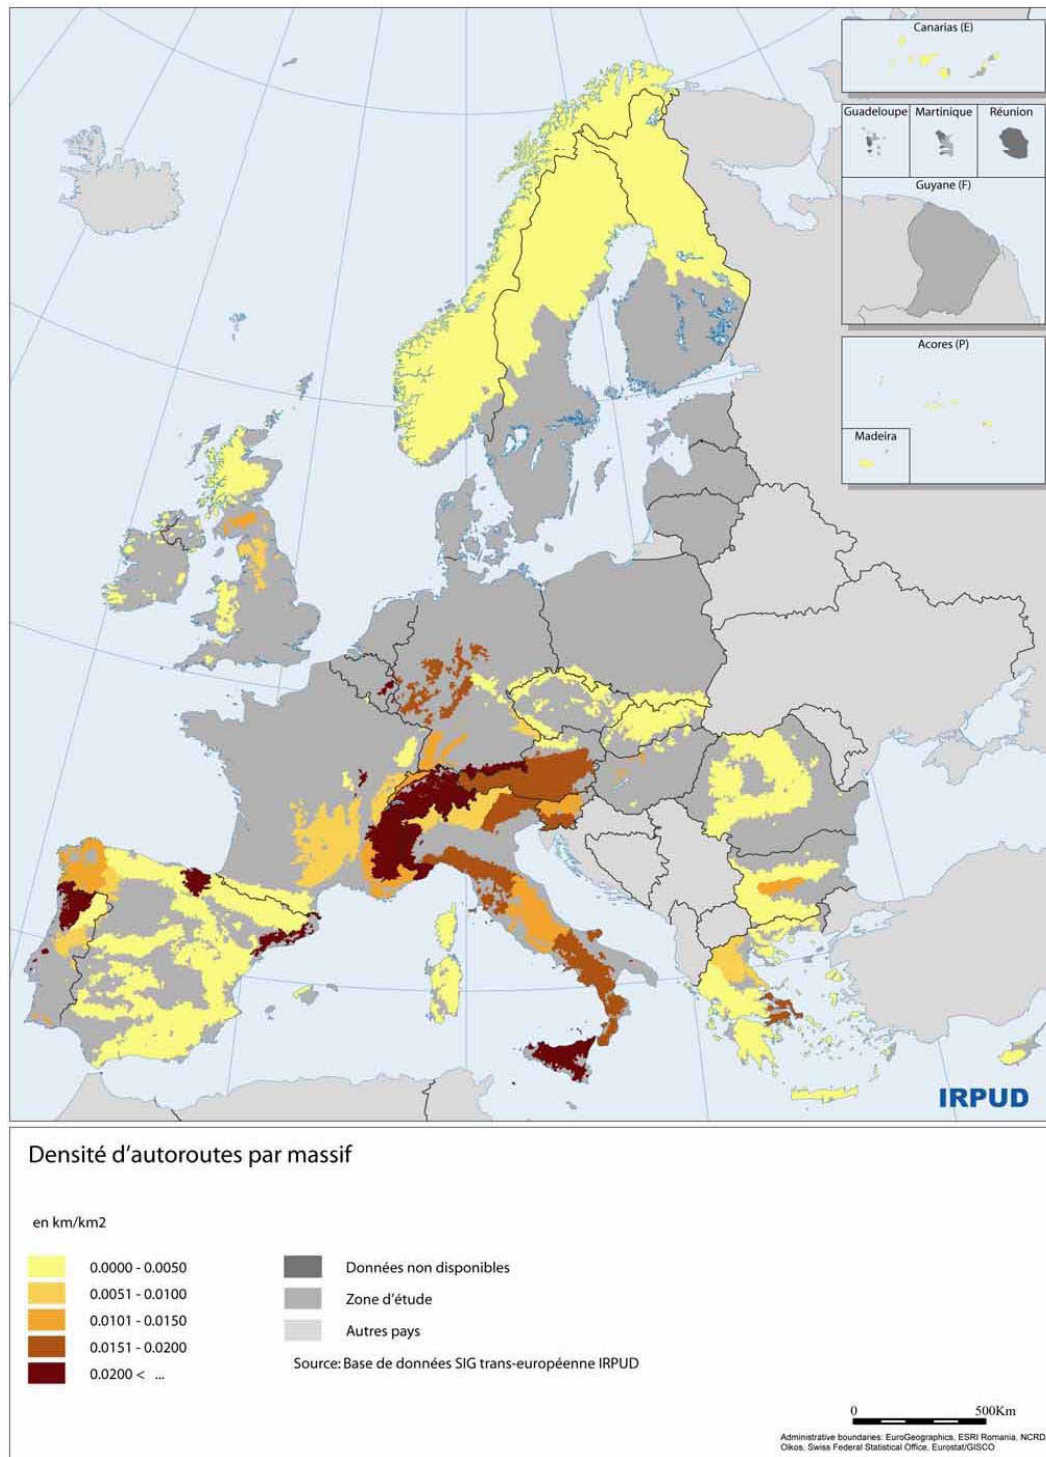 Canarias (E)
Guadeloupe
Martinique
Réunion
Guyane (F)
Acores (P)
Madeira
IRPUD
Densité d'autoroutes par massif
en km/km2
0.0000 - 0.0050
0.0051 - 0.0100
0.0101 - 0.0150
0.0151 - 0.0200
0.0200 < ...
Données non disponibles
Zone d'étude
Autres pays
Source: Base de données SIG trans-européenne IRPUD
0 500Km
Administrative boundaries: EuroGeographics, ESRI Romania, NCRD
Oikos, Swiss Federal Statistical Office, Eurostat/GISCO